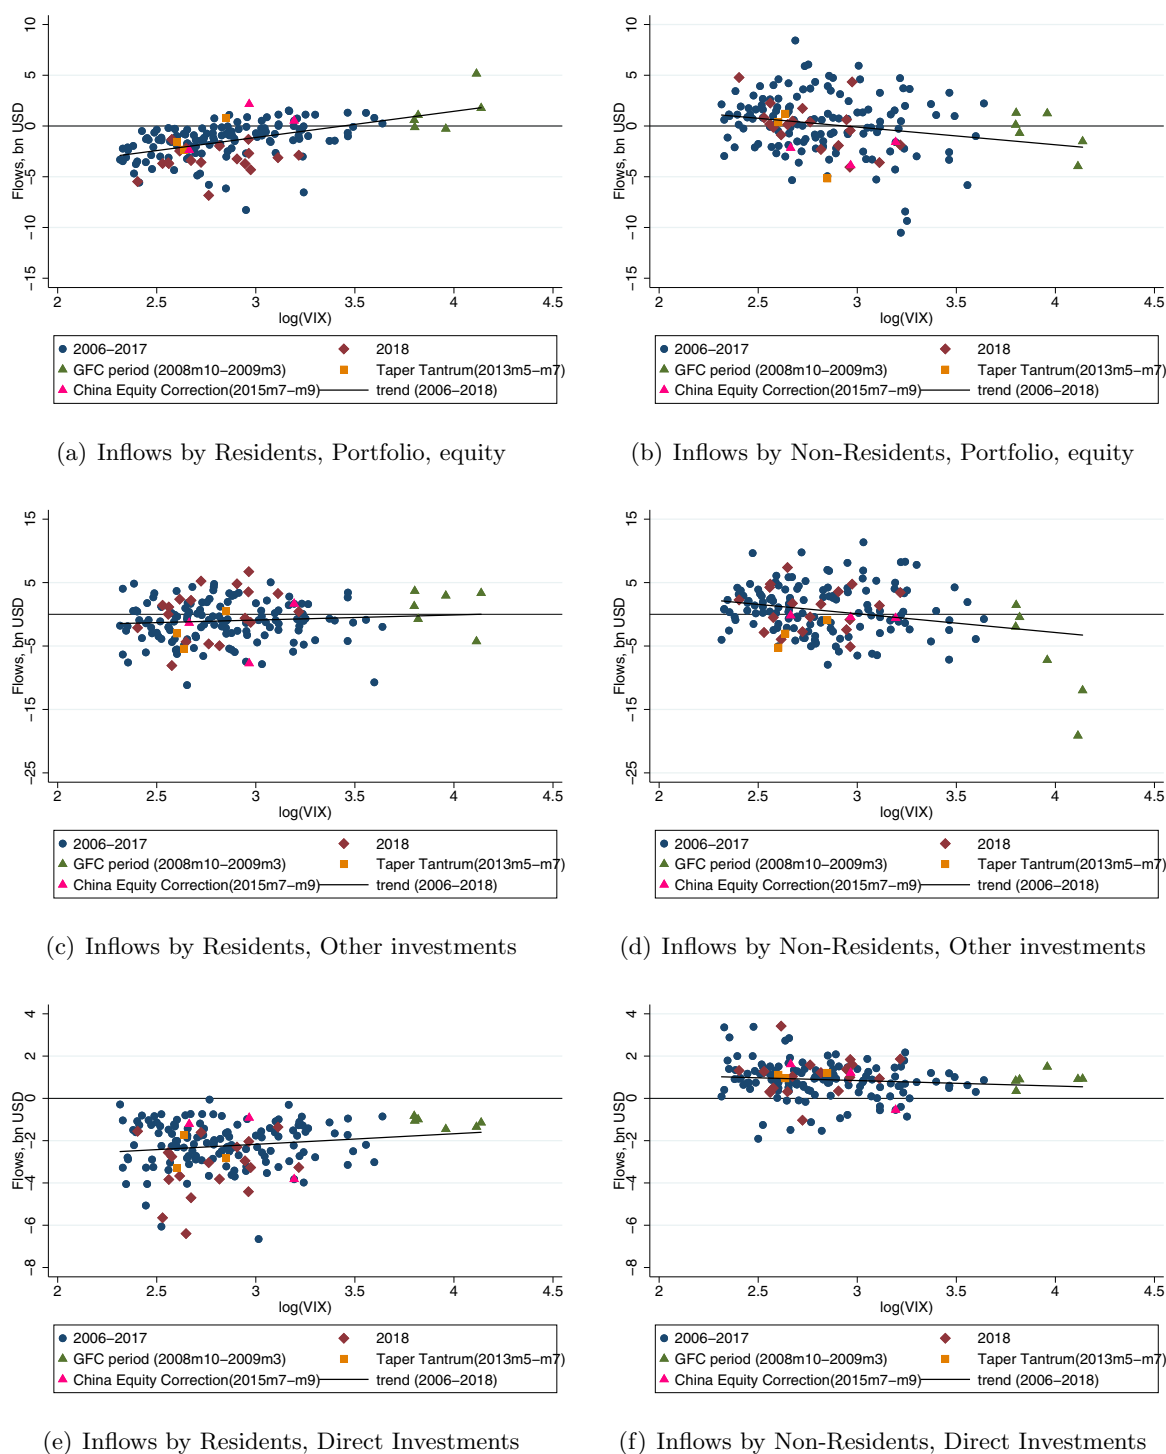 10
5
0
−5
−10
−15
Flows, bn USD
2 2.5 3 3.5 4 4.5
log(VIX)
2006−2017 2018
GFC period (2008m10−2009m3) Taper Tantrum(2013m5−m7)
China Equity Correction(2015m7−m9) trend (2006−2018)
(a) Inflows by Residents, Portfolio, equity
10
5
0
−5
−10
−15
Flows, bn USD
2 2.5 3 3.5 4 4.5
log(VIX)
2006−2017 2018
GFC period (2008m10−2009m3) Taper Tantrum(2013m5−m7)
China Equity Correction(2015m7−m9) trend (2006−2018)
(b) Inflows by Non-Residents, Portfolio, equity
15
5
−5
−15
−25
Flows, bn USD
2 2.5 3 3.5 4 4.5
log(VIX)
2006−2017 2018
GFC period (2008m10−2009m3) Taper Tantrum(2013m5−m7)
China Equity Correction(2015m7−m9) trend (2006−2018)
(c) Inflows by Residents, Other investments
15
5
−5
−15
−25
Flows, bn USD
2 2.5 3 3.5 4 4.5
log(VIX)
2006−2017 2018
GFC period (2008m10−2009m3) Taper Tantrum(2013m5−m7)
China Equity Correction(2015m7−m9) trend (2006−2018)
(d) Inflows by Non-Residents, Other investments
4
2
0
−2
−4
−6
−8
Flows, bn USD
2 2.5 3 3.5 4 4.5
log(VIX)
2006−2017 2018
GFC period (2008m10−2009m3) Taper Tantrum(2013m5−m7)
China Equity Correction(2015m7−m9) trend (2006−2018)
(e) Inflows by Residents, Direct Investments
4
2
0
−2
−4
−6
−8
Flows, bn USD
2 2.5 3 3.5 4 4.5
log(VIX)
2006−2017 2018
GFC period (2008m10−2009m3) Taper Tantrum(2013m5−m7)
China Equity Correction(2015m7−m9) trend (2006−2018)
(f) Inflows by Non-Residents, Direct Investments